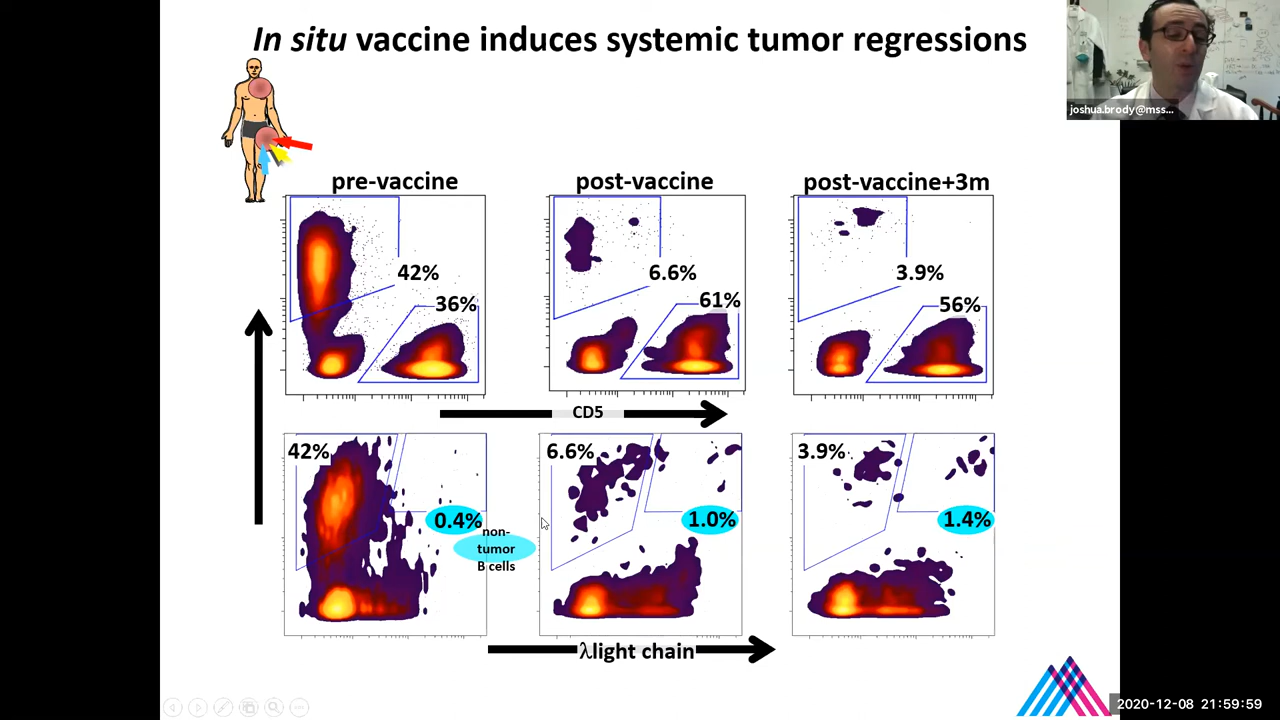 In situ vaccine induces systemic tumor regressions
joshua.brody@mss...
pre-vaccine
post-vaccine
post-vaccine+3m
42%
6.6%
3.9%
36%
61%
56%
CD5
42%
6.6%
3.9%
0.4%
1.0%
1.4%
non-
tumor
B cells
λlight chain
2020-12-08 21:59:59